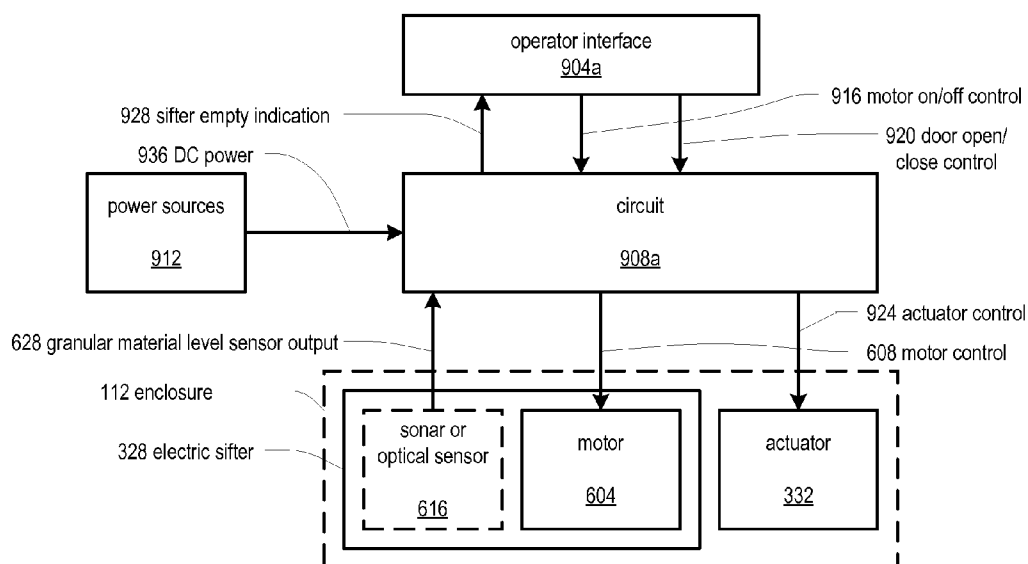 operator interface
904a
916 motor on/off control
928 sifter empty indication
920 door open/
close control
936 DC power
power sources
912
circuit
908a
924 actuator control
628 granular material level sensor output
608 motor control
112 enclosure
328 electric sifter
sonar or
optical sensor
616
motor
604
actuator
332